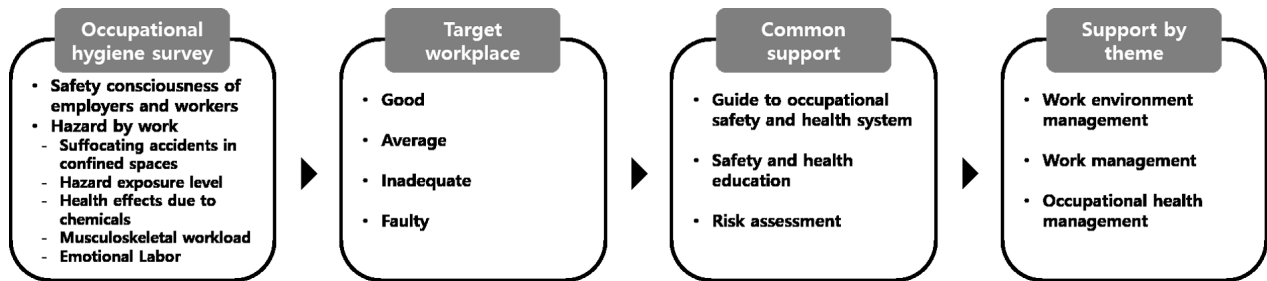 Occupational
hygiene survey
• Safety consciousness of
employers and workers
• Hazard by work
- Suffocating accidents in
confined spaces
- Hazard exposure level
- Health effects due to
chemicals
- Musculoskeletal workload
- Emotional Labor
Target
workplace
• Good
• Average
• Inadequate
• Faulty
Common
support
• Guide to occupational
safety and health system
• Safety and health
education
• Risk assessment
Support by
theme
• Work environment
management
• Work management
• Occupational health
management